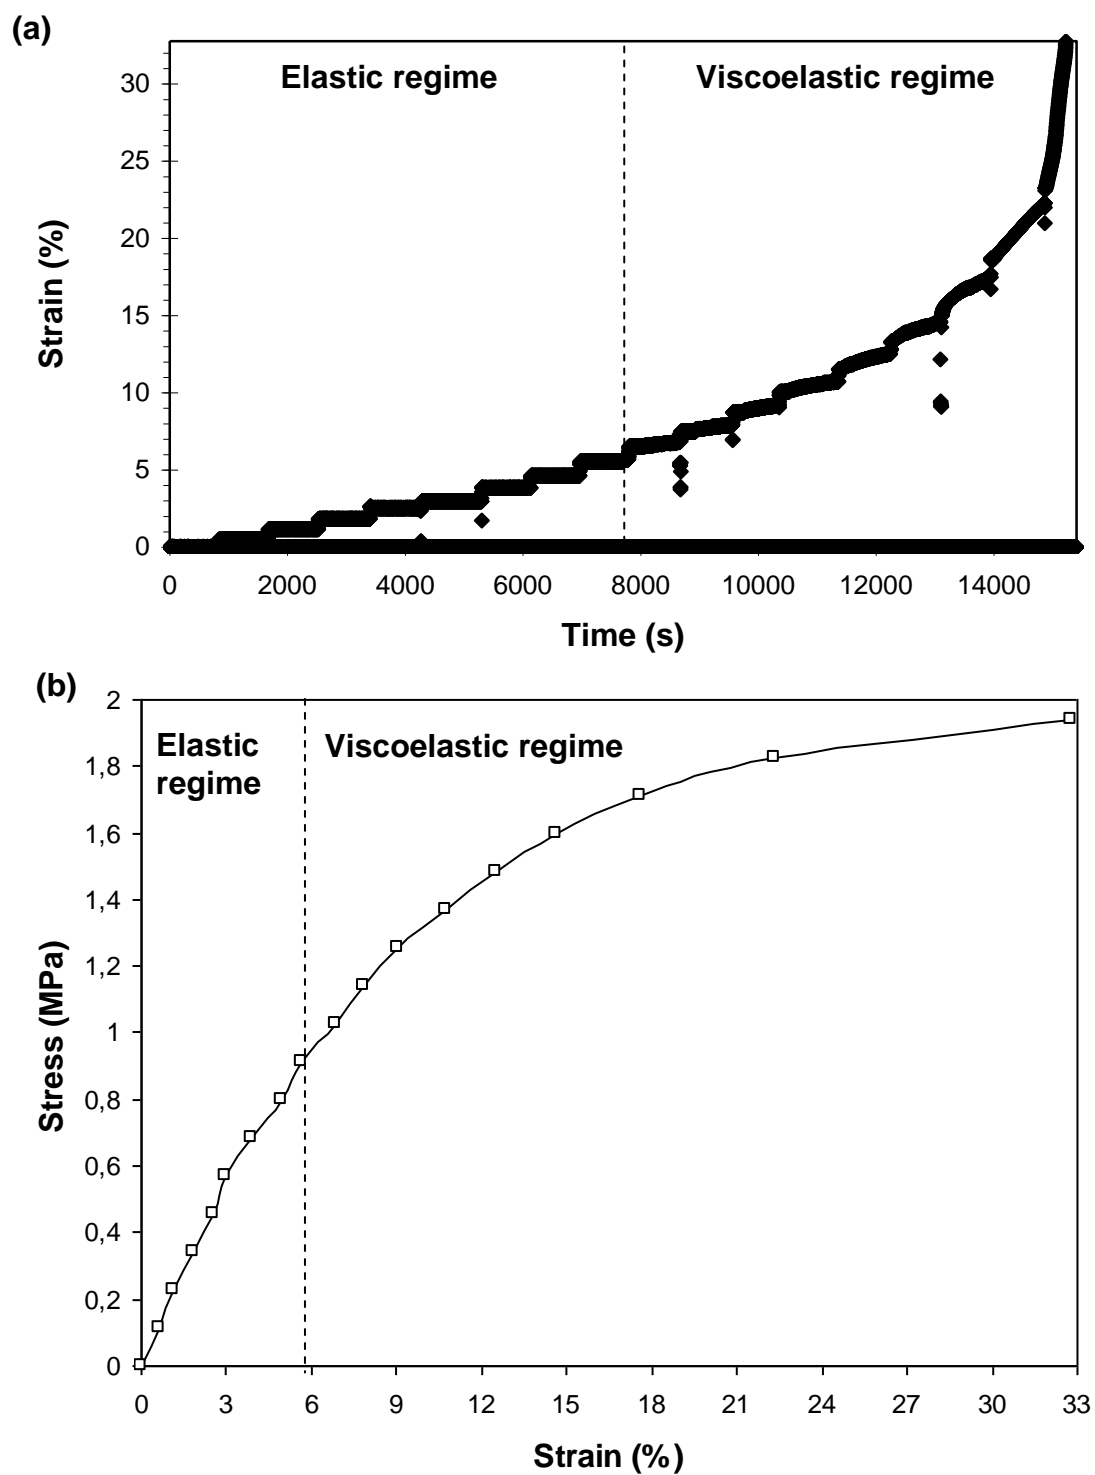 (a)
Elastic regime
Viscoelastic regime
30
25
20
15
10
5
0
Strain (%)
0 2000 4000 6000 8000 10000 12000 14000
Time (s)
(b)
2
1,8
1,6
1,4
1,2
1
0,8
0,6
0,4
0,2
0
Elastic
regime
Viscoelastic regime
Stress (MPa)
0 3 6 9 12 15 18 21 24 27 30 33
Strain (%)